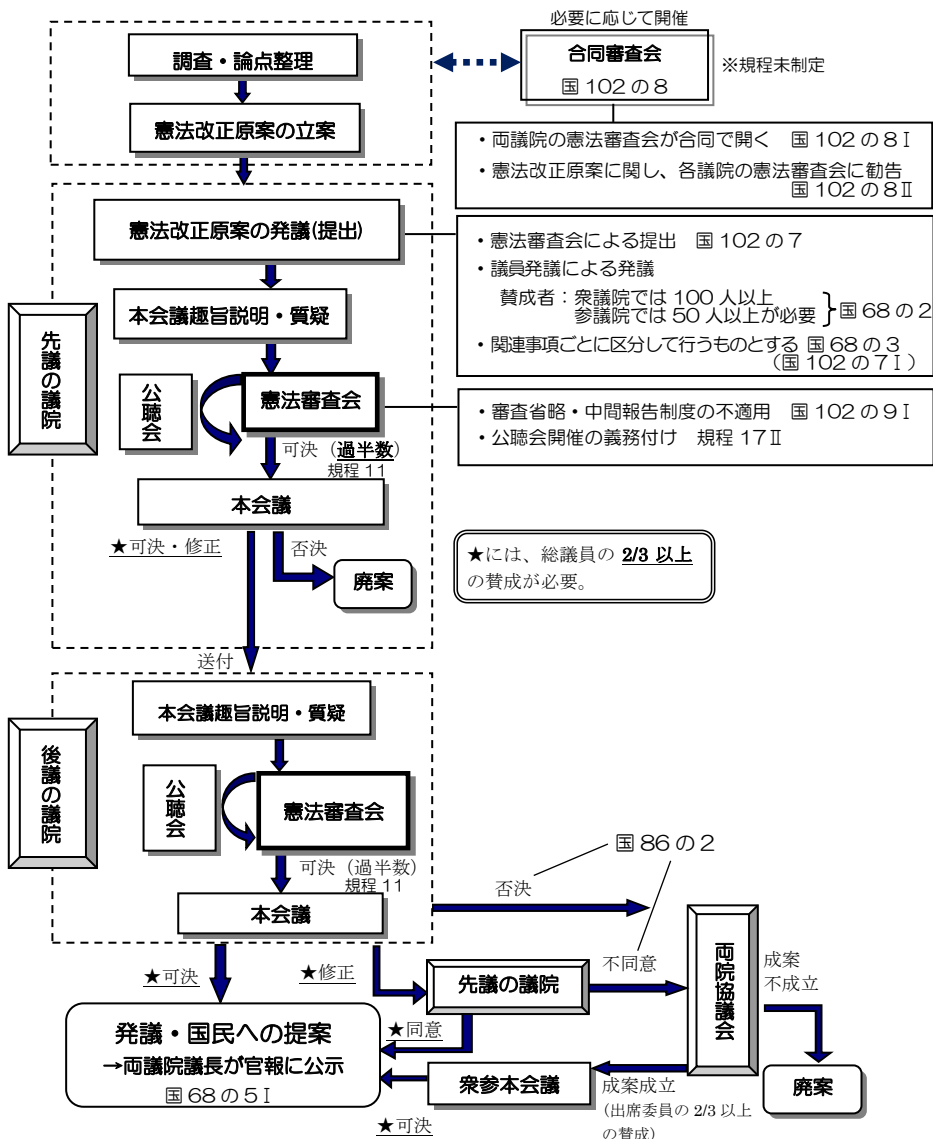 必要に応じて開催
調査・論点整理
合同審査会
国 102 の 8
※規程未制定
憲法改正原案の立案
・両議院の憲法審査会が合同で開く 国 102 の 8Ⅰ
・憲法改正原案に関し、各議院の憲法審査会に勧告
国 102 の 8Ⅱ
先議の議院
憲法改正原案の発議(提出)
・憲法審査会による提出 国 102 の 7
・議員発議による発議
賛成者：衆議院では 100 人以上
参議院では 50 人以上が必要
国 68 の 2
・関連事項ごとに区分して行うものとする 国 68 の 3
（国 102 の 7Ⅰ）
本会議趣旨説明・質疑
公聴会
憲法審査会
・審査省略・中間報告制度の不適用 国 102 の 9Ⅰ
・公聴会開催の義務付け 規程 17Ⅱ
可決（過半数）
規程 11
本会議
★可決・修正
否決
廃案
★には、総議員の 2/3 以上
の賛成が必要。
送付
後議の議院
本会議趣旨説明・質疑
公聴会
憲法審査会
可決（過半数）
規程 11
本会議
国 86 の 2
否決
不同意
★可決
★修正
先議の議院
両院協議会
成案
不成立
廃案
★同意
発議・国民への提案
→両議院議長が官報に公示
国 68 の 5Ⅰ
衆参本会議
★可決
成案成立
(出席委員の 2/3 以上
の賛成)